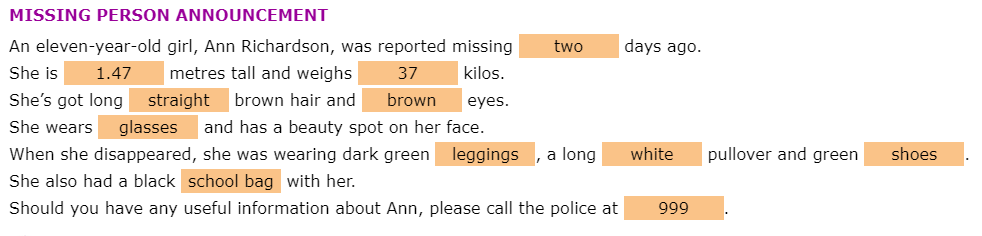 MISSING PERSON ANNOUNCEMENT
An eleven-year-old girl, Ann Richardson, was reported missing two days ago.
She is 1.47 metres tall and weighs 37 kilos.
She’s got long straight brown hair and brown eyes.
She wears glasses and has a beauty spot on her face.
When she disappeared, she was wearing dark green leggings , a long white pullover and green shoes .
She also had a black school bag with her.
Should you have any useful information about Ann, please call the police at 999 .